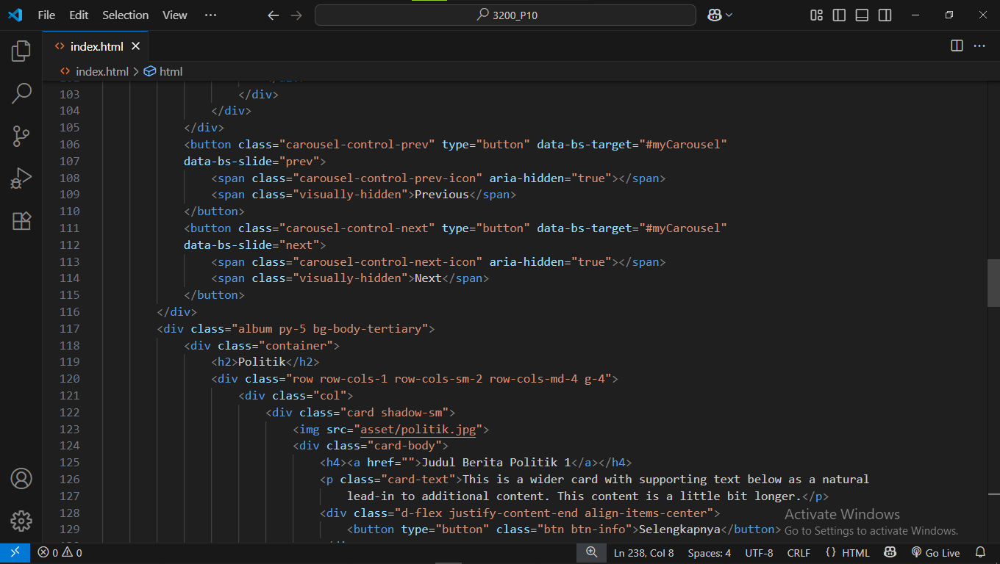 File Edit Selection View ··· 3200_P10
index.html
index.html > html
103 </div>
104 </div>
105 </div>
106 <button class="carousel-control-prev" type="button" data-bs-target="#myCarousel"
107 data-bs-slide="prev">
108 <span class="carousel-control-prev-icon" aria-hidden="true"></span>
109 <span class="visually-hidden">Previous</span>
110 </button>
111 <button class="carousel-control-next" type="button" data-bs-target="#myCarousel"
112 data-bs-slide="next">
113 <span class="carousel-control-next-icon" aria-hidden="true"></span>
114 <span class="visually-hidden">Next</span>
115 </button>
116 </div>
117 <div class="album py-5 bg-body-tertiary">
118 <div class="container">
119 <h2>Politik</h2>
120 <div class="row row-cols-1 row-cols-sm-2 row-cols-md-4 g-4">
121 <div class="col">
122 <div class="card shadow-sm">
123 <img src="asset/politik.jpg">
124 <div class="card-body">
125 <h4><a href="">Judul Berita Politik 1</a></h4>
126 <p class="card-text">This is a wider card with supporting text below as a natural
127 lead-in to additional content. This content is a little bit longer.</p>
128 <div class="d-flex justify-content-end align-items-center">
129 <button type="button" class="btn btn-info">Selengkapnya</button>
Activate Windows
Go to Settings to activate Windows.
0 0 Ln 238, Col 8 Spaces: 4 UTF-8 CRLF {} HTML Go Live